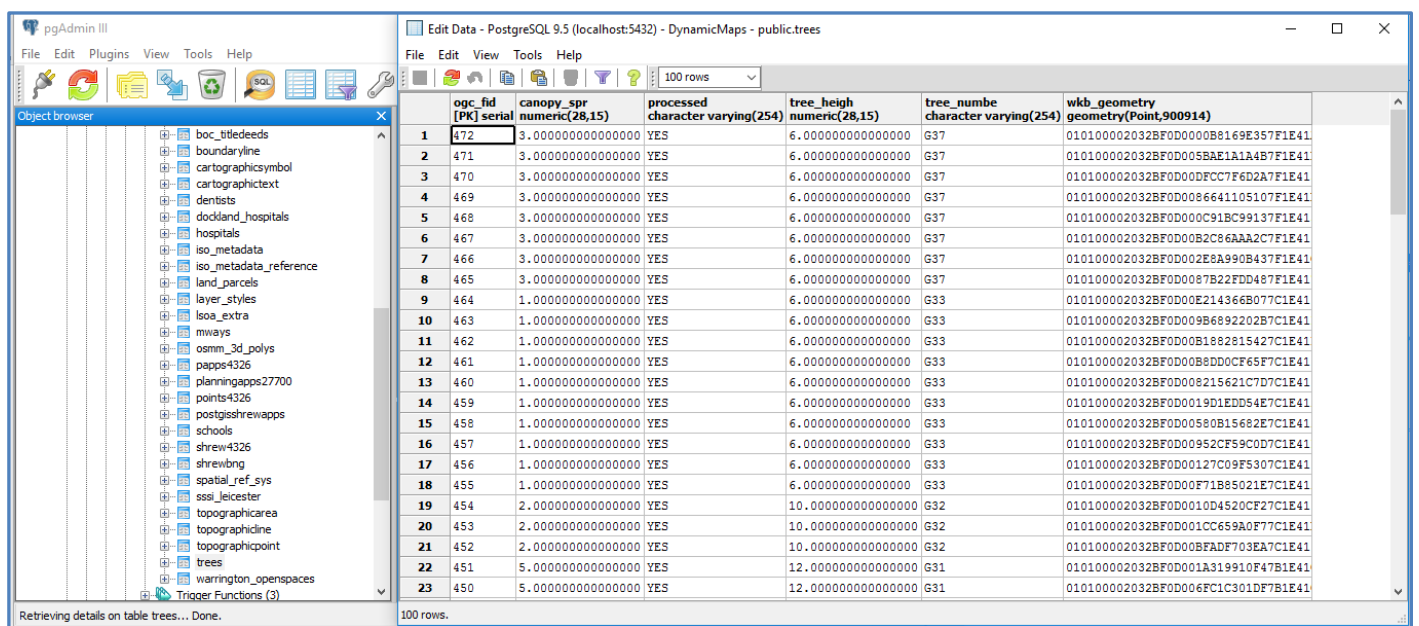 pgAdmin III
File Edit Plugins View Tools Help
SQL
Object browser
boc_titledeeds
boundaryline
cartographicsymbol
cartographictext
dentists
dockland_hospitals
hospitals
iso_metadata
iso_metadata_reference
land_parcels
layer_styles
lsoa_extra
mways
osmm_3d_polys
papps4326
planningapps27700
points4326
postgisshrewapps
schools
shrew4326
shrewbng
spatial_ref_sys
sssi_leicester
topographicarea
topographicline
topographicpoint
trees
warrington_openspaces
Trigger Functions (3)
Retrieving details on table trees... Done.
Edit Data - PostgreSQL 9.5 (localhost:5432) - DynamicMaps - public.trees
File Edit View Tools Help
100 rows
ogc_fid canopy_spr processed tree_heigh tree_numbe wkb_geometry
[PK] serial numeric(28,15) character varying(254) numeric(28,15) character varying(254) geometry(Point,900914)
1 472 3.000000000000000 YES 6.000000000000000 G37 010100002032BF0D0000B8169E357F1E41
2 471 3.000000000000000 YES 6.000000000000000 G37 010100002032BF0D005BAE1A1A4B7F1E41
3 470 3.000000000000000 YES 6.000000000000000 G37 010100002032BF0D00DFCC7F6D2A7F1E41
4 469 3.000000000000000 YES 6.000000000000000 G37 010100002032BF0D0086641105107F1E41
5 468 3.000000000000000 YES 6.000000000000000 G37 010100002032BF0D000C91BC99137F1E41
6 467 3.000000000000000 YES 6.000000000000000 G37 010100002032BF0D00B2C86AAA2C7F1E41
7 466 3.000000000000000 YES 6.000000000000000 G37 010100002032BF0D002E8A990B437F1E41
8 465 3.000000000000000 YES 6.000000000000000 G37 010100002032BF0D0087B22FDD487F1E41
9 464 1.000000000000000 YES 6.000000000000000 G33 010100002032BF0D00E214366B077C1E41
10 463 1.000000000000000 YES 6.000000000000000 G33 010100002032BF0D009B6892202B7C1E41
11 462 1.000000000000000 YES 6.000000000000000 G33 010100002032BF0D00B1882815427C1E41
12 461 1.000000000000000 YES 6.000000000000000 G33 010100002032BF0D00B8DD0CF65F7C1E41
13 460 1.000000000000000 YES 6.000000000000000 G33 010100002032BF0D008215621C7D7C1E41
14 459 1.000000000000000 YES 6.000000000000000 G33 010100002032BF0D0019D1EDD54E7C1E41
15 458 1.000000000000000 YES 6.000000000000000 G33 010100002032BF0D00580B15682E7C1E41
16 457 1.000000000000000 YES 6.000000000000000 G33 010100002032BF0D00952CF59C0D7C1E41
17 456 1.000000000000000 YES 6.000000000000000 G33 010100002032BF0D00127C09F5307C1E41
18 455 1.000000000000000 YES 6.000000000000000 G33 010100002032BF0D00F71B85021E7C1E41
19 454 2.000000000000000 YES 10.000000000000000 G32 010100002032BF0D0010D4520CF27C1E41
20 453 2.000000000000000 YES 10.000000000000000 G32 010100002032BF0D001CC659A0F77C1E41
21 452 2.000000000000000 YES 10.000000000000000 G32 010100002032BF0D00BFADF703EA7C1E41
22 451 5.000000000000000 YES 12.000000000000000 G31 010100002032BF0D001A319910F47B1E41
23 450 5.000000000000000 YES 12.000000000000000 G31 010100002032BF0D006FC1C301DF7B1E41
100 rows.